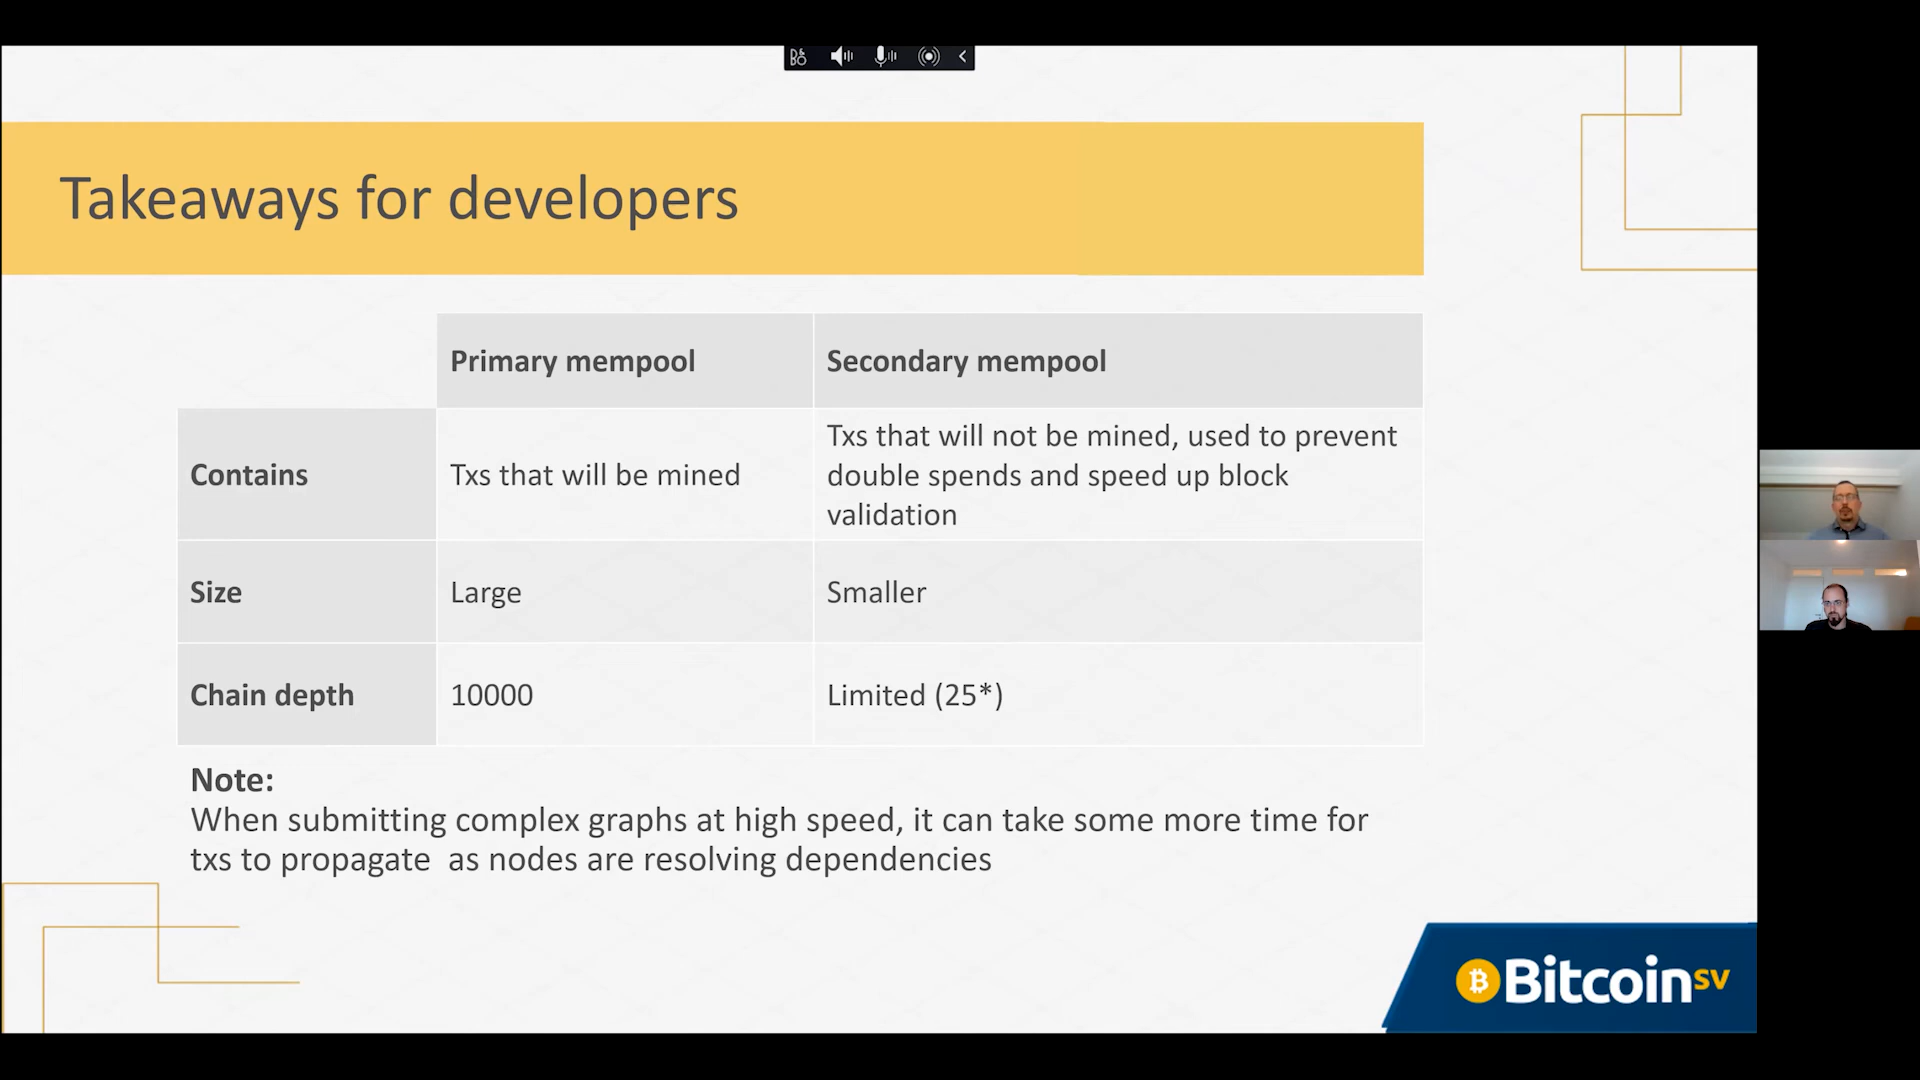 Takeaways for developers
Primary mempool
Secondary mempool
Contains
Txs that will be mined
Txs that will not be mined, used to prevent
double spends and speed up block
validation
Size
Large
Smaller
Chain depth
10000
Limited (25*)
Note:
When submitting complex graphs at high speed, it can take some more time for
txs to propagate  as nodes are resolving dependencies
BitcoinSV